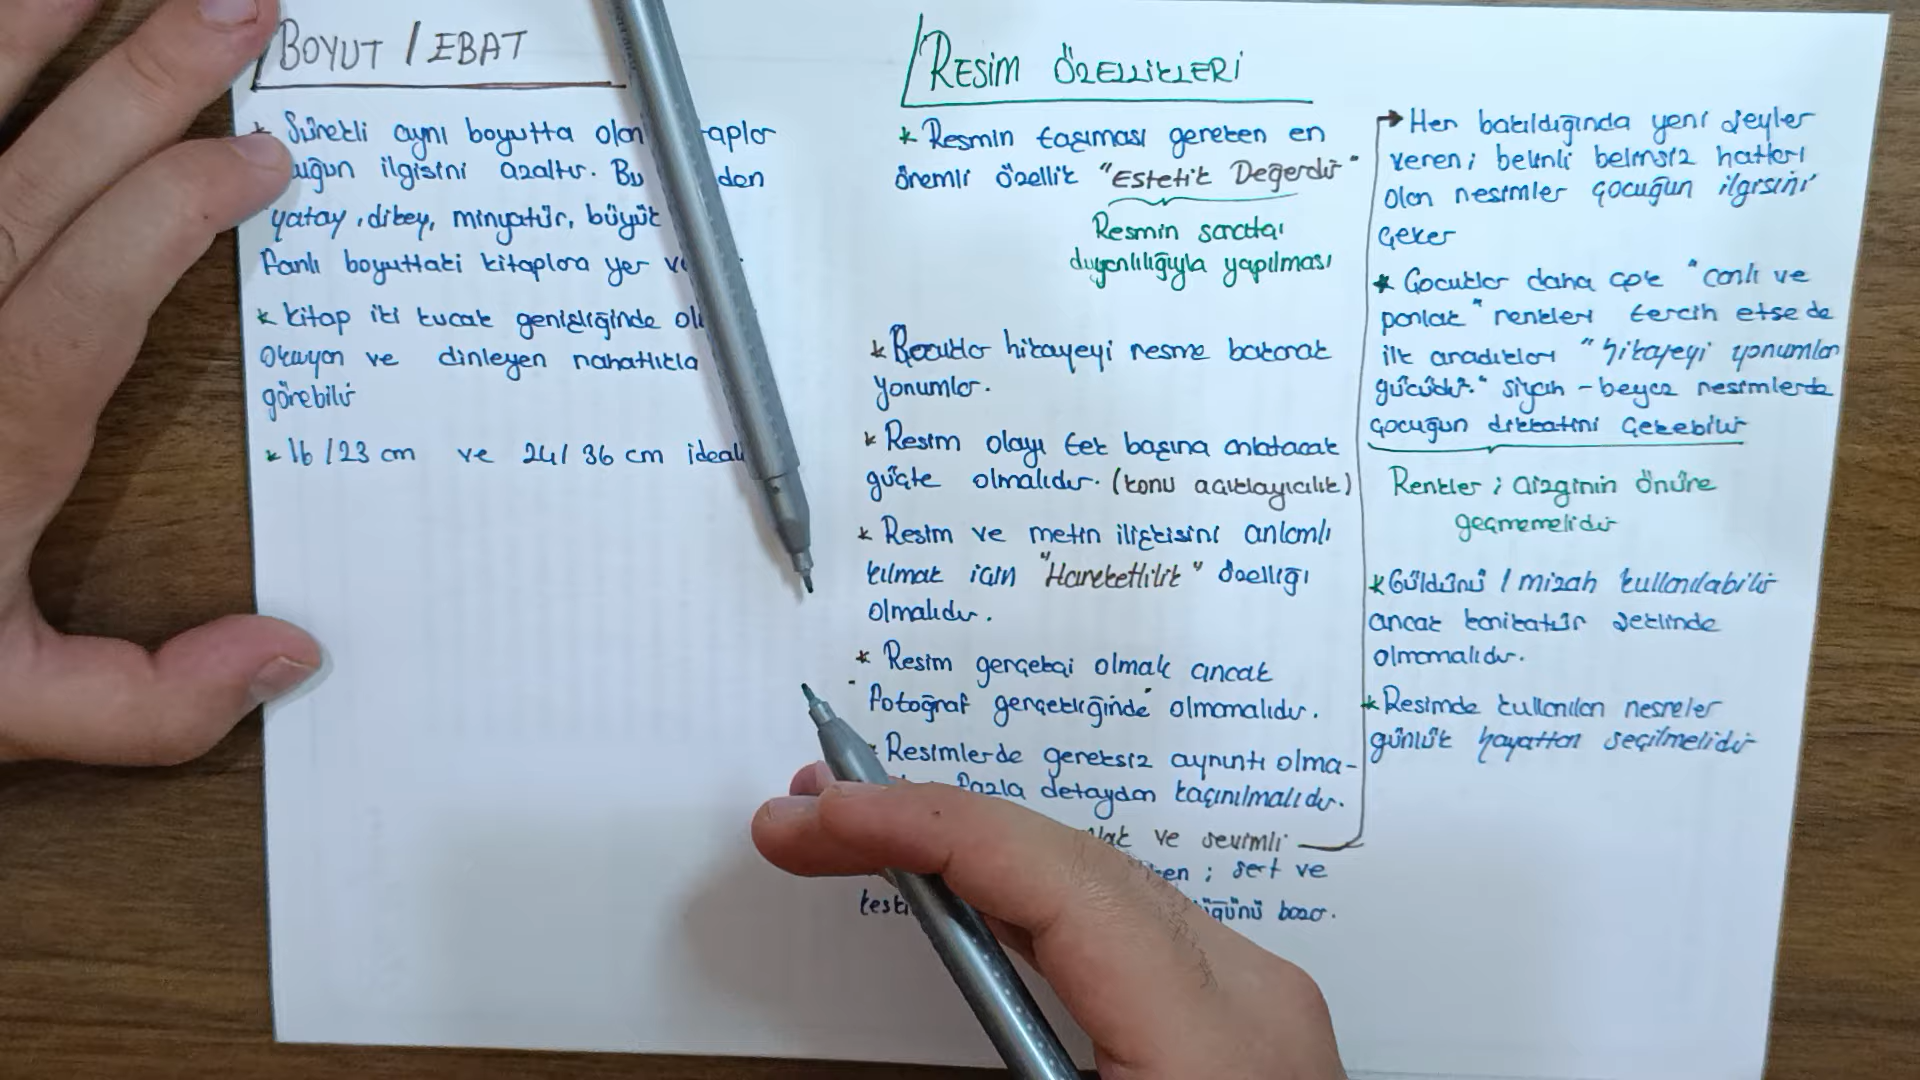 BOYUT / EBAT
* Sürekli aynı boyutta olan
ilgisini azaltır. Bu
yatay, dikey, minyatür, büyük
farklı boyuttaki kitaplara yer
* Kitap iki kucak genişliğinde
Okuyan ve dinleyen rahatlıkla
görebilir
* 16/23 cm ve 24/36 cm ideal
RESİM ÖZELLİKLERİ
* Resmin taşıması gereken en
önemli özellik "Estetik Değerdir"
Resmin sanatsal
duyarlılığıyla yapılması
* Çocuklar hikayeyi resme bakarak
yorumlar.
* Resim olayı tek başına anlatacak
güçte olmalıdır. (konu açıklayıcılık)
* Resim ve metin ilişkisini anlamlı
kılmak için "Hareketlilik" özelliği
olmalıdır.
* Resim gerçekçi olmalı ancak
"fotoğraf gerçekliğinde" olmamalıdır.
* Resimlerde gereksiz ayrıntı olma-
fazla detaydan kaçınılmalıdır.
ve sevimli
; sert ve
bozar.
→ Her bakıldığında yeni şeyler
veren; belirli belirsiz hatları
olan resimler çocuğun ilgisini
çeker
* Çocuklar daha çok "canlı ve
parlak" renkleri tercih etse de
ilk aradıkları "hikayeyi yorumlar
gücüdür." siyah - beyaz resimlerde
çocuğun dikkatini çekebilir
Renkler; çizginin önüne
geçmemelidir
* Güldürü / mizah kullanılabilir
ancak karikatür şeklinde
olmamalıdır.
* Resimde kullanılan nesneler
günlük hayattan seçilmelidir